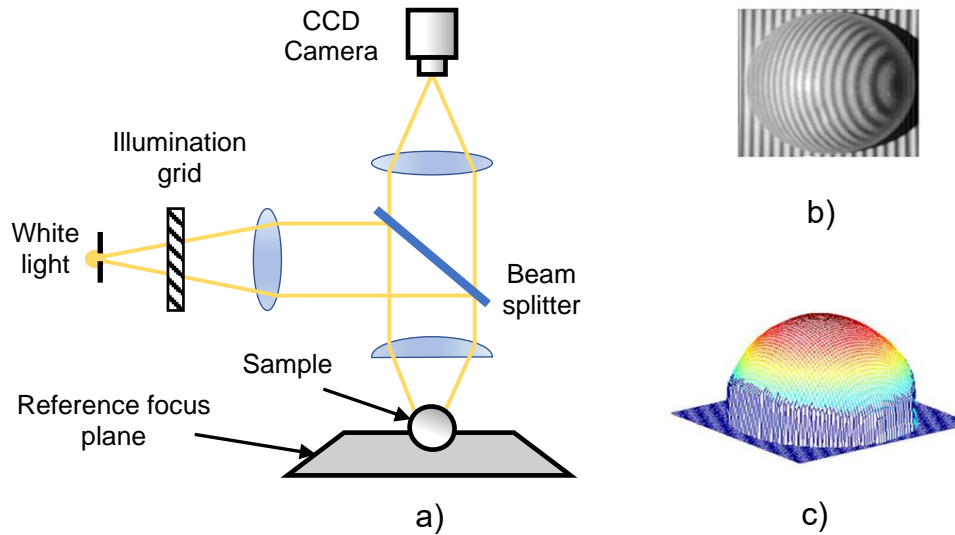 CCD
Camera
Illumination
grid
White
light
Beam
splitter
Sample
Reference focus
plane
a)
b)
c)